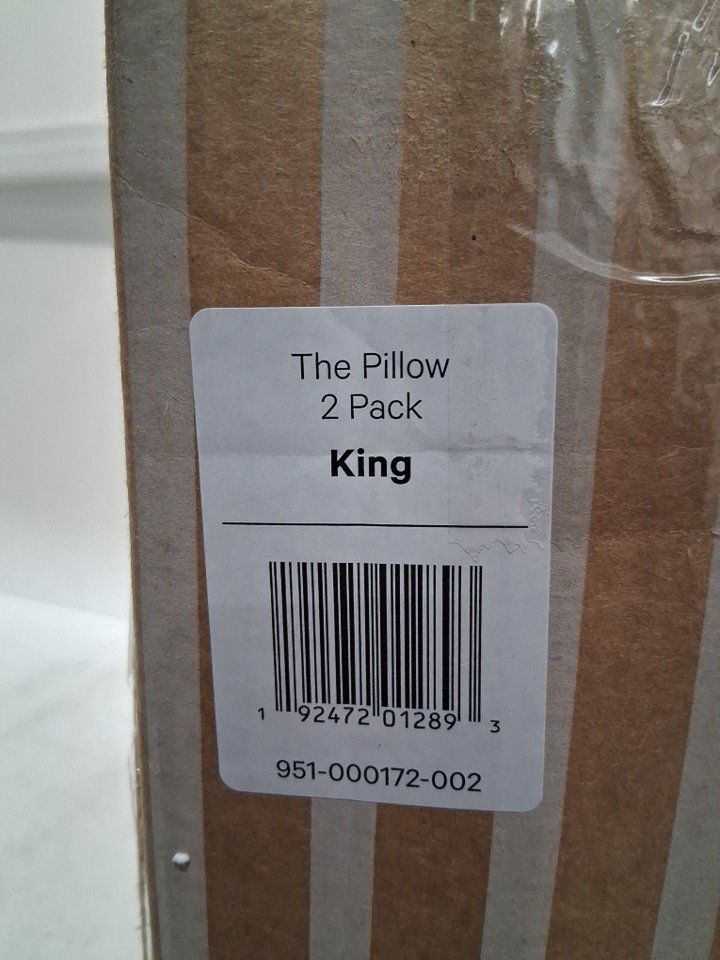 The Pillow
2 Pack
King
1 92472 01289 3
951-000172-002